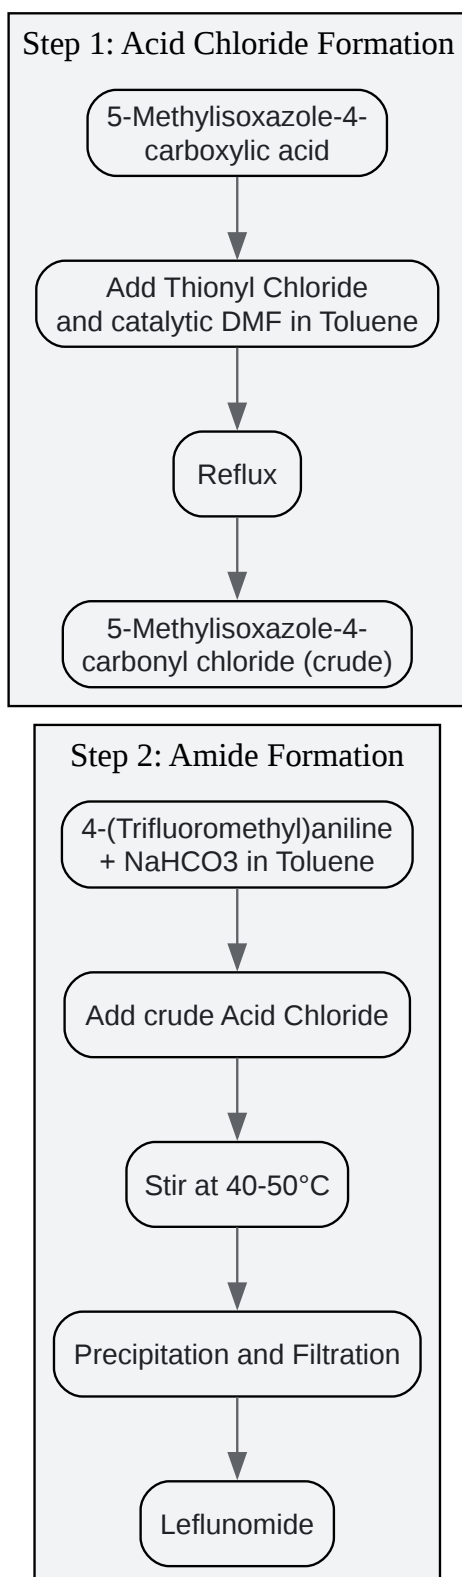 Step 1: Acid Chloride Formation
5-Methylisoxazole-4-
carboxylic acid
Add Thionyl Chloride
and catalytic DMF in Toluene
Reflux
5-Methylisoxazole-4-
carbonyl chloride (crude)
Step 2: Amide Formation
4-(Trifluoromethyl)aniline
+ NaHCO3 in Toluene
Add crude Acid Chloride
Stir at 40-50°C
Precipitation and Filtration
Leflunomide